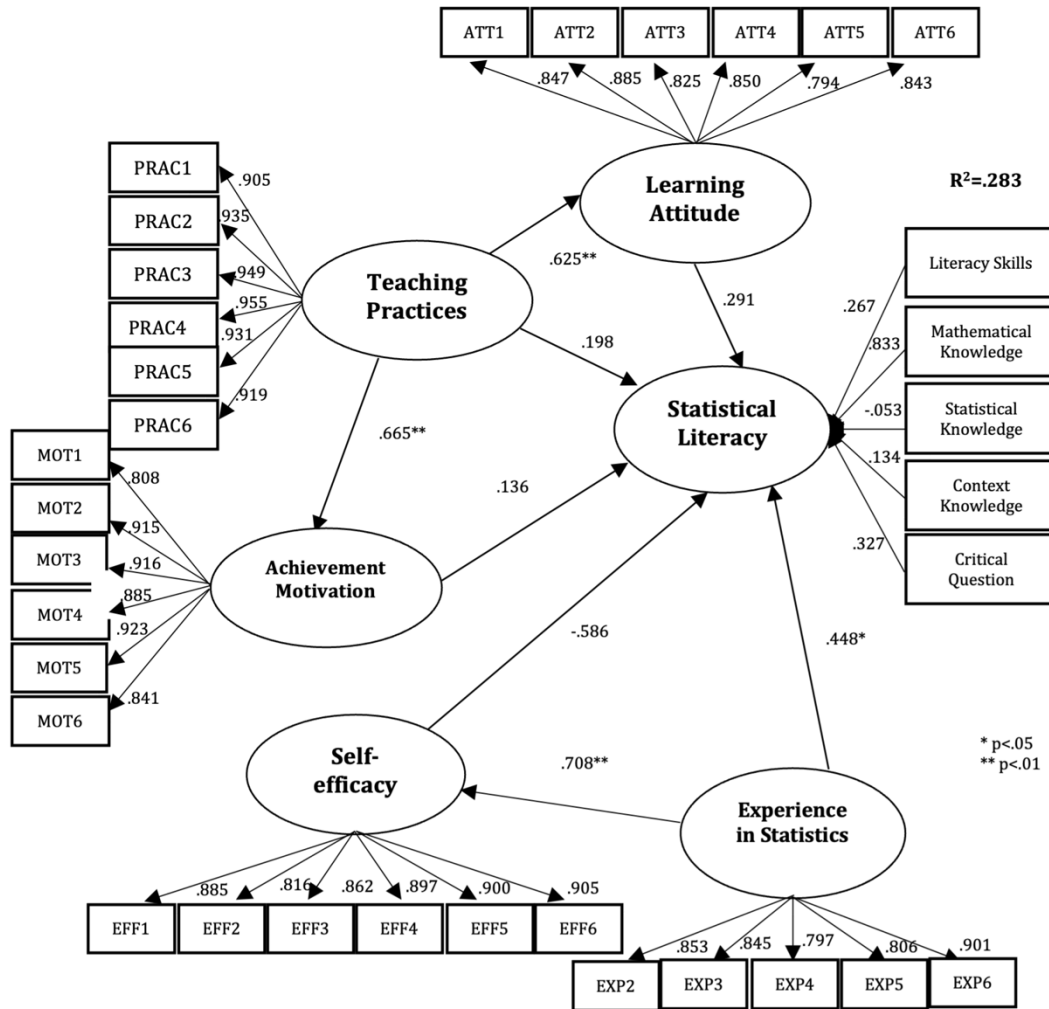 ATT1 ATT2 ATT3 ATT4 ATT5 ATT6
.847 .885 .825 .850 .794 .843
PRAC1
PRAC2
PRAC3
PRAC4
PRAC5
PRAC6
.905
.935
.949
.955
.931
.919
Teaching
Practices
Learning
Attitude
R²=.283
.625**
.291
.198
.665**
Statistical
Literacy
Literacy Skills
Mathematical
Knowledge
Statistical
Knowledge
Context
Knowledge
Critical
Question
.267
.833
-.053
.134
.327
MOT1
MOT2
MOT3
MOT4
MOT5
MOT6
.808
.915
.916
.885
.923
.841
Achievement
Motivation
.136
-.586
.448*
Self-
efficacy
.708**
Experience
in Statistics
* p<.05
** p<.01
.885 .816 .862 .897 .900 .905
EFF1 EFF2 EFF3 EFF4 EFF5 EFF6
.853 .845 .797 .806 .901
EXP2 EXP3 EXP4 EXP5 EXP6